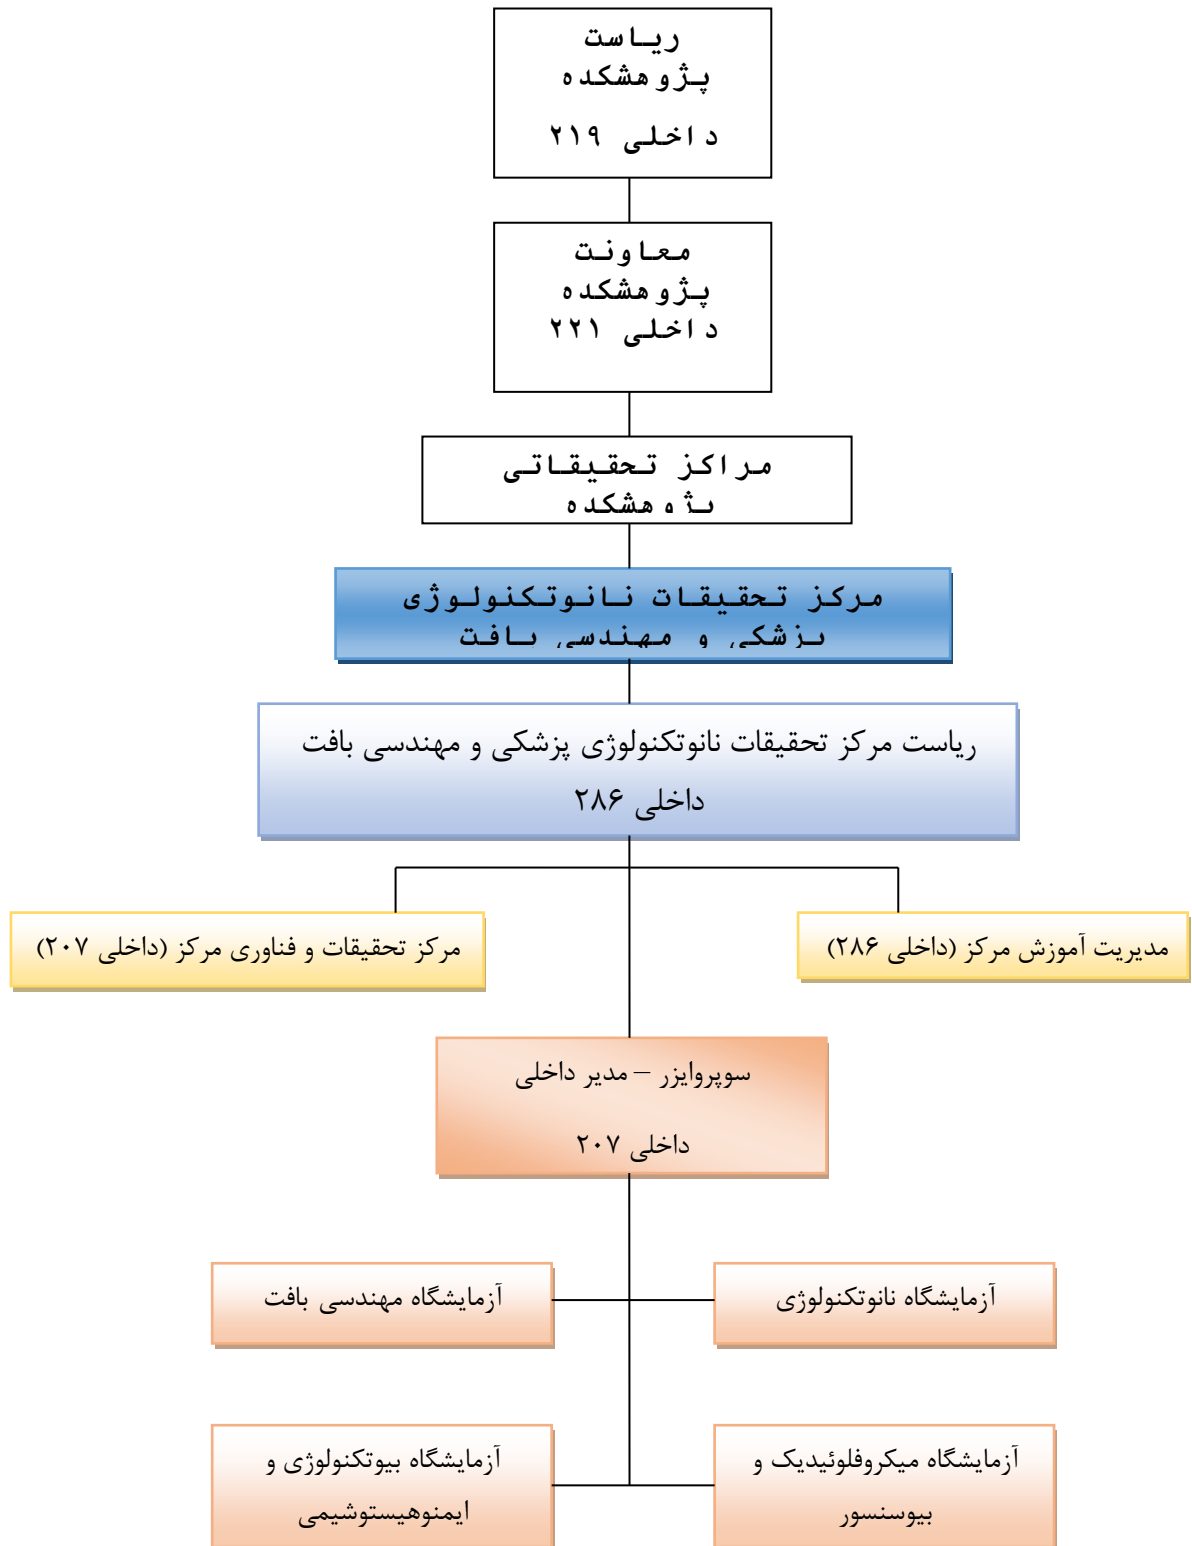 ریاست
پژوهشکده
داخلی ۲۱۹
معاونت
پژوهشکده
داخلی ۲۲۱
مراکز تحقیقاتی
پژوهشکده
مرکز تحقیقات نانوتکنولوژی
پزشکی و مهندسی بافت
ریاست مرکز تحقیقات نانوتکنولوژی پزشکی و مهندسی بافت
داخلی ۲۸۶
مدیریت آموزش مرکز (داخلی ۲۸۶)
مرکز تحقیقات و فناوری مرکز (داخلی ۲۰۷)
سوپروایزر – مدیر داخلی
داخلی ۲۰۷
آزمایشگاه نانوتکنولوژی
آزمایشگاه مهندسی بافت
آزمایشگاه میکروفلوئیدیک و
بیوسنسور
آزمایشگاه بیوتکنولوژی و
ایمنوهیستوشیمی